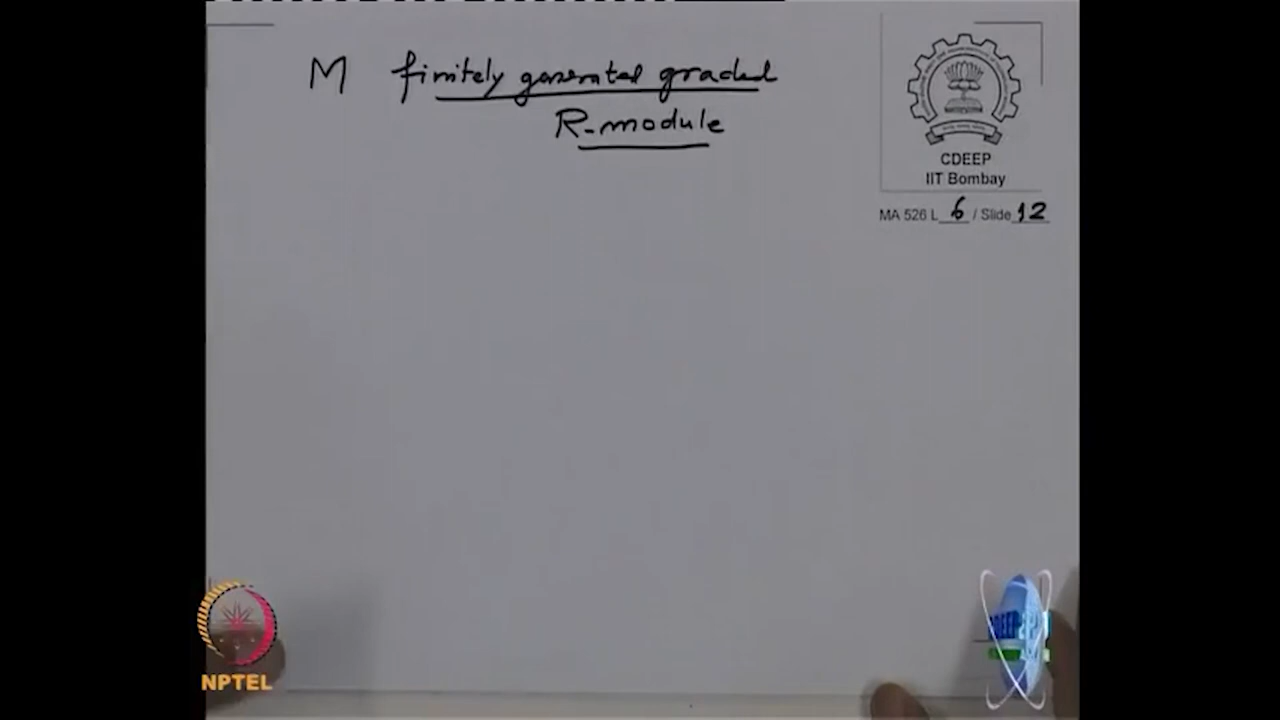 M finitely generated graded
R-module
CDEEP
IIT Bombay
MA 526 L 6 / Slide 12
NPTEL